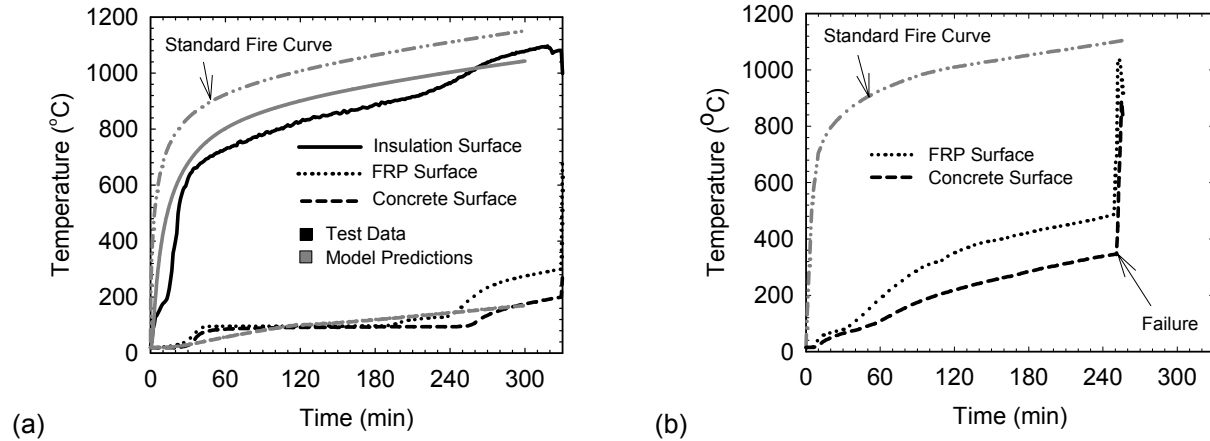 1200
1000
800
600
400
200
0
Temperature (°C)
Standard Fire Curve
Insulation Surface
FRP Surface
Concrete Surface
Test Data
Model Predictions
0 60 120 180 240 300
Time (min)
(a)
1200
1000
800
600
400
200
0
Temperature (°C)
Standard Fire Curve
FRP Surface
Concrete Surface
Failure
0 60 120 180 240 300
Time (min)
(b)